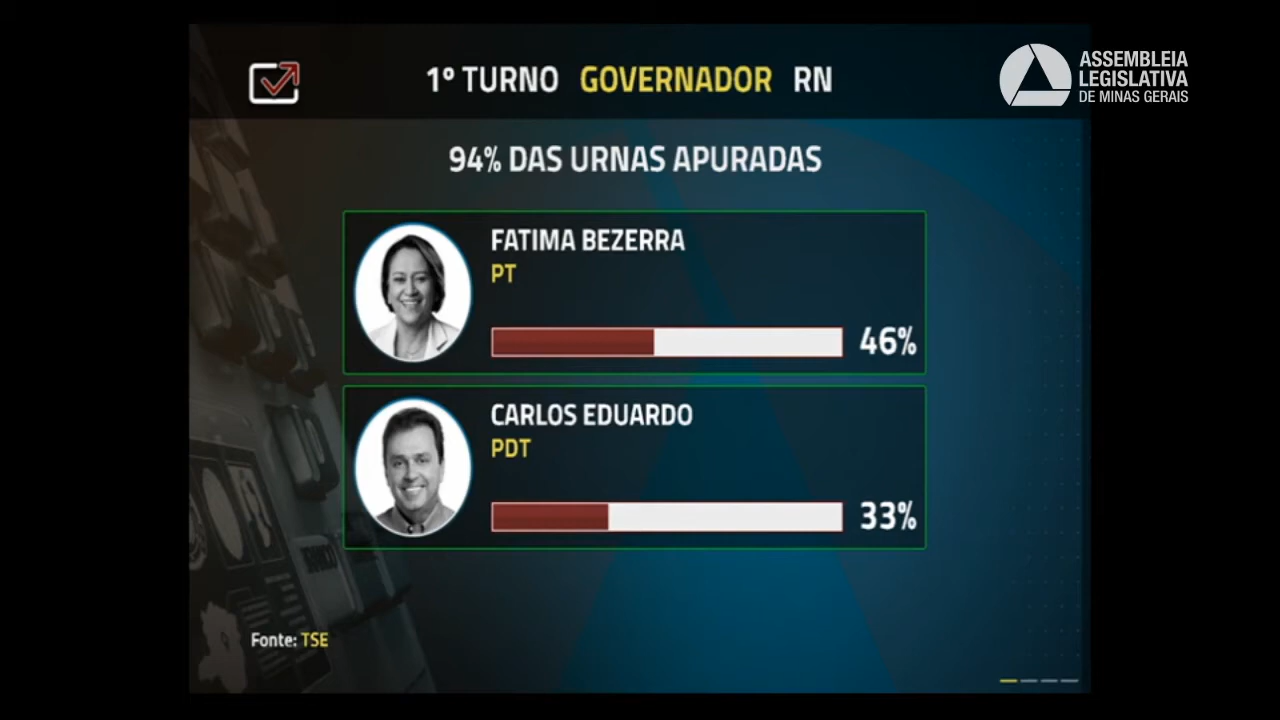 1º TURNO GOVERNADOR RN
ASSEMBLEIA
LEGISLATIVA
DE MINAS GERAIS
94% DAS URNAS APURADAS
FATIMA BEZERRA
PT
46%
CARLOS EDUARDO
PDT
33%
Fonte: TSE